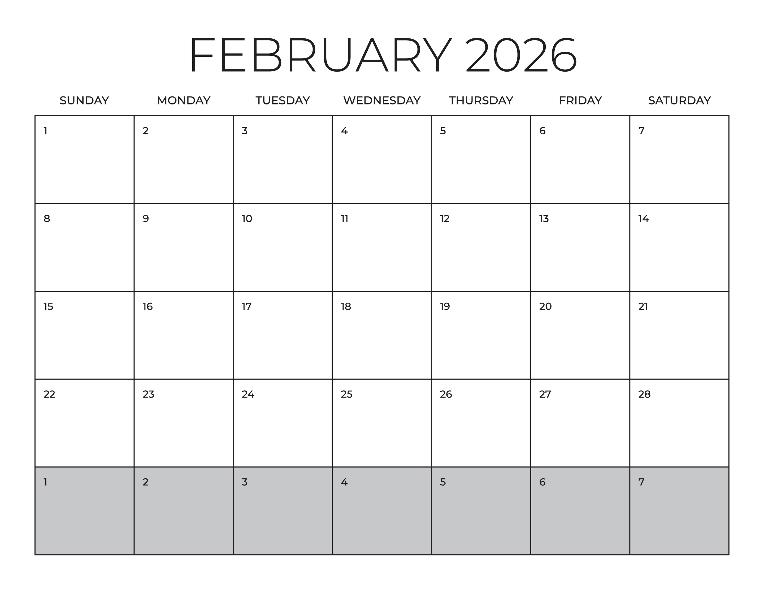 FEBRUARY 2026
SUNDAY MONDAY TUESDAY WEDNESDAY THURSDAY FRIDAY SATURDAY
1 2 3 4 5 6 7
8 9 10 11 12 13 14
15 16 17 18 19 20 21
22 23 24 25 26 27 28
1 2 3 4 5 6 7